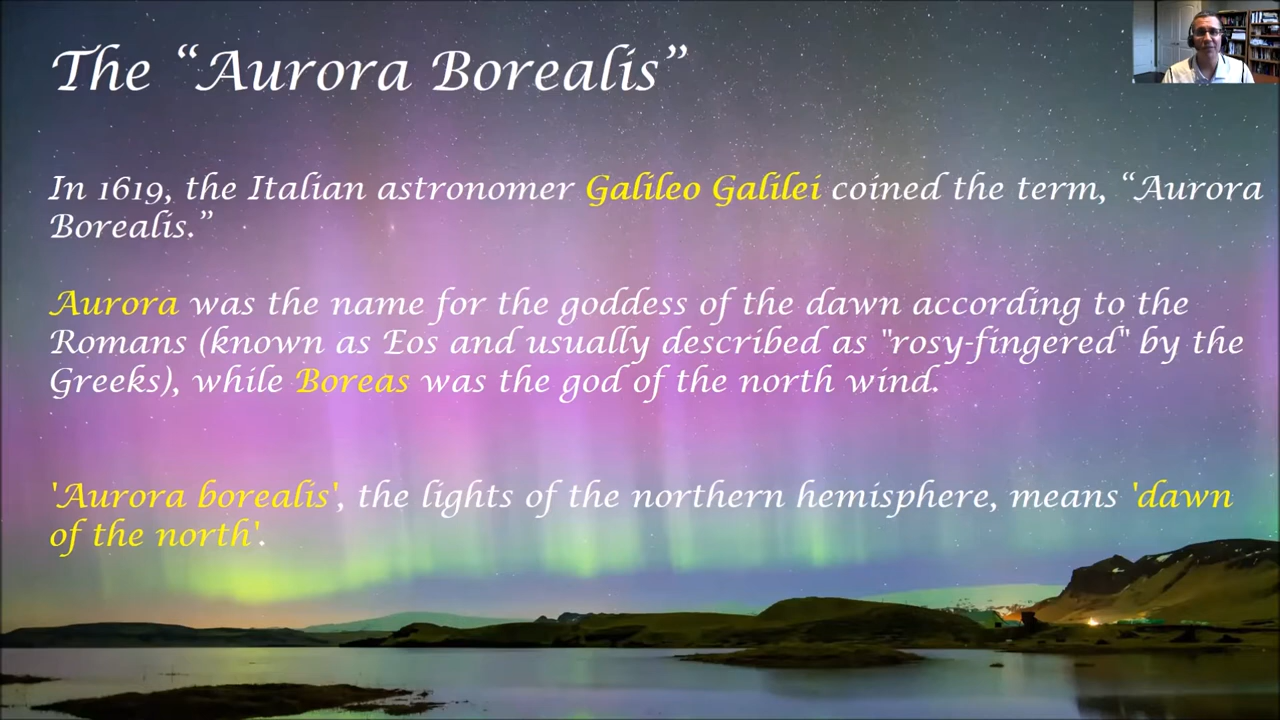 The “Aurora Borealis”
In 1619, the Italian astronomer Galileo Galilei coined the term, “Aurora
Borealis.”
Aurora was the name for the goddess of the dawn according to the
Romans (known as Eos and usually described as "rosy-fingered" by the
Greeks), while Boreas was the god of the north wind.
'Aurora borealis', the lights of the northern hemisphere, means 'dawn
of the north'.